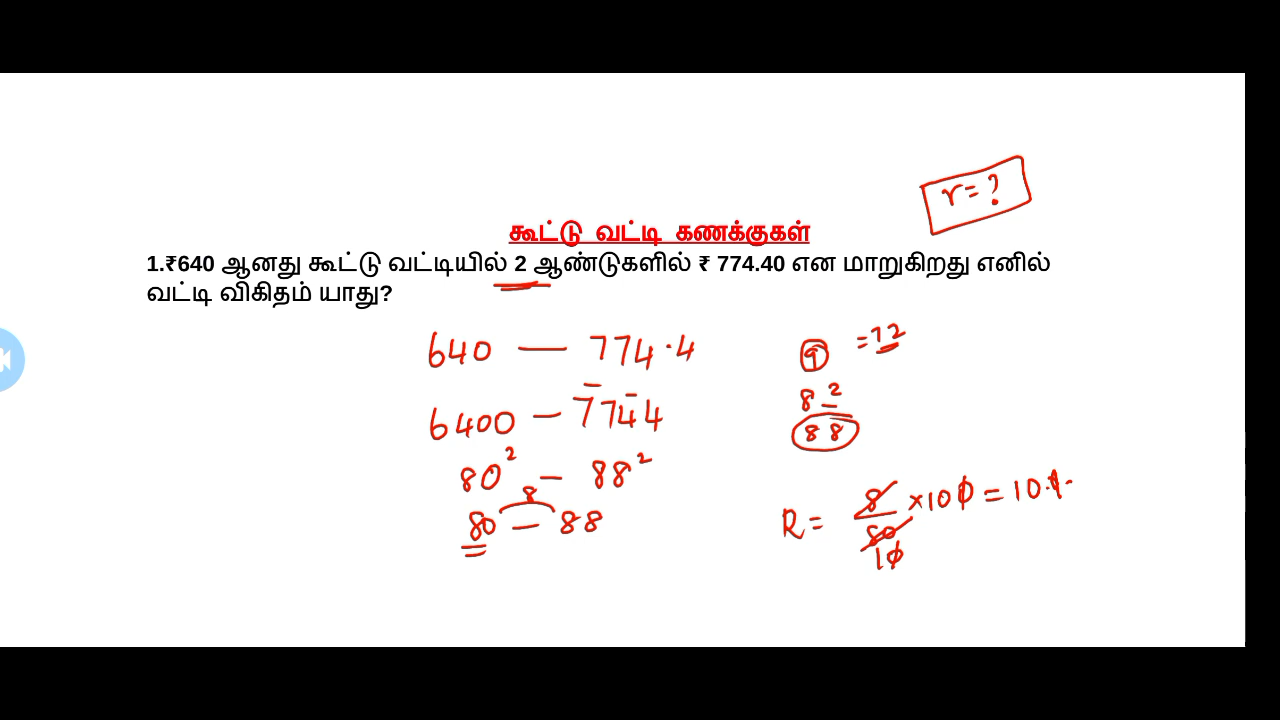 r = ?
கூட்டு வட்டி கணக்குகள்
1.₹640 ஆனது கூட்டு வட்டியில் 2 ஆண்டுகளில் ₹ 774.40 என மாறுகிறது எனில்
வட்டி விகிதம் யாது?
640 — 774.4
9 = 72
6400 — 7744
8 2
88
80² — 88²
8
80 — 88
R = 8/80 × 100 = 10%
10